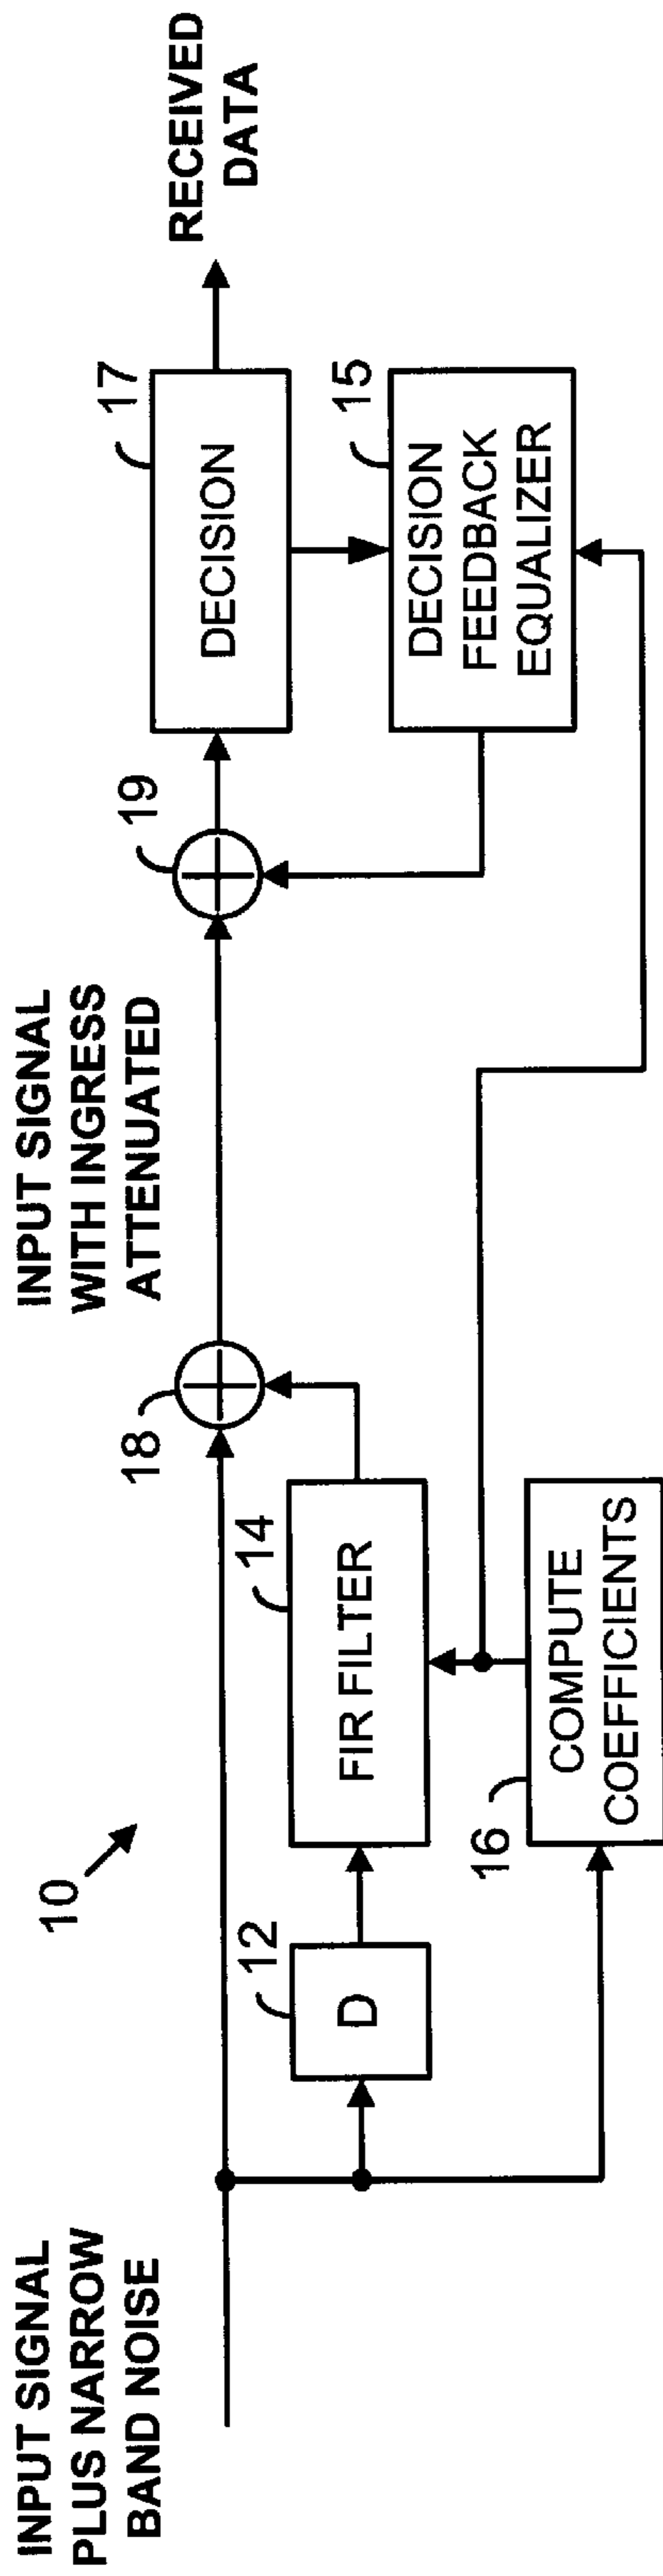 INPUT SIGNAL
PLUS NARROW
BAND NOISE
10
12
D
14
FIR FILTER
16
COMPUTE
COEFFICIENTS
18
INPUT SIGNAL
WITH INGRESS
ATTENUATED
19
17
DECISION
15
DECISION
FEEDBACK
EQUALIZER
RECEIVED
DATA